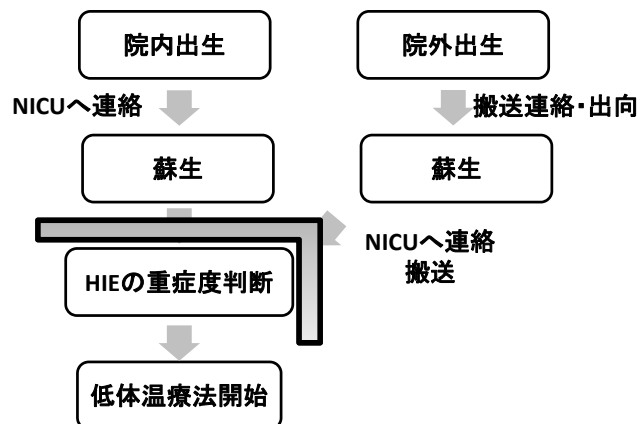 院内出生
院外出生
NICUへ連絡
搬送連絡・出向
蘇生
蘇生
NICUへ連絡
搬送
HIEの重症度判断
低体温療法開始